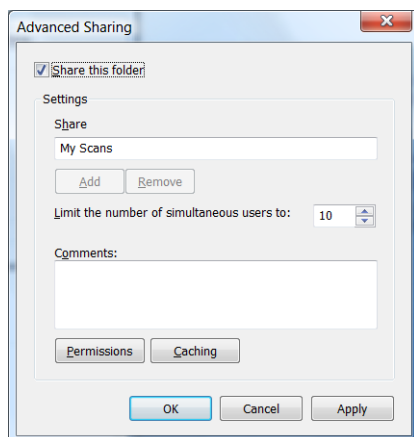 Advanced Sharing
Share this folder
Settings
Share
My Scans
Add Remove
Limit the number of simultaneous users to: 10
Comments:
Permissions Caching
OK Cancel Apply